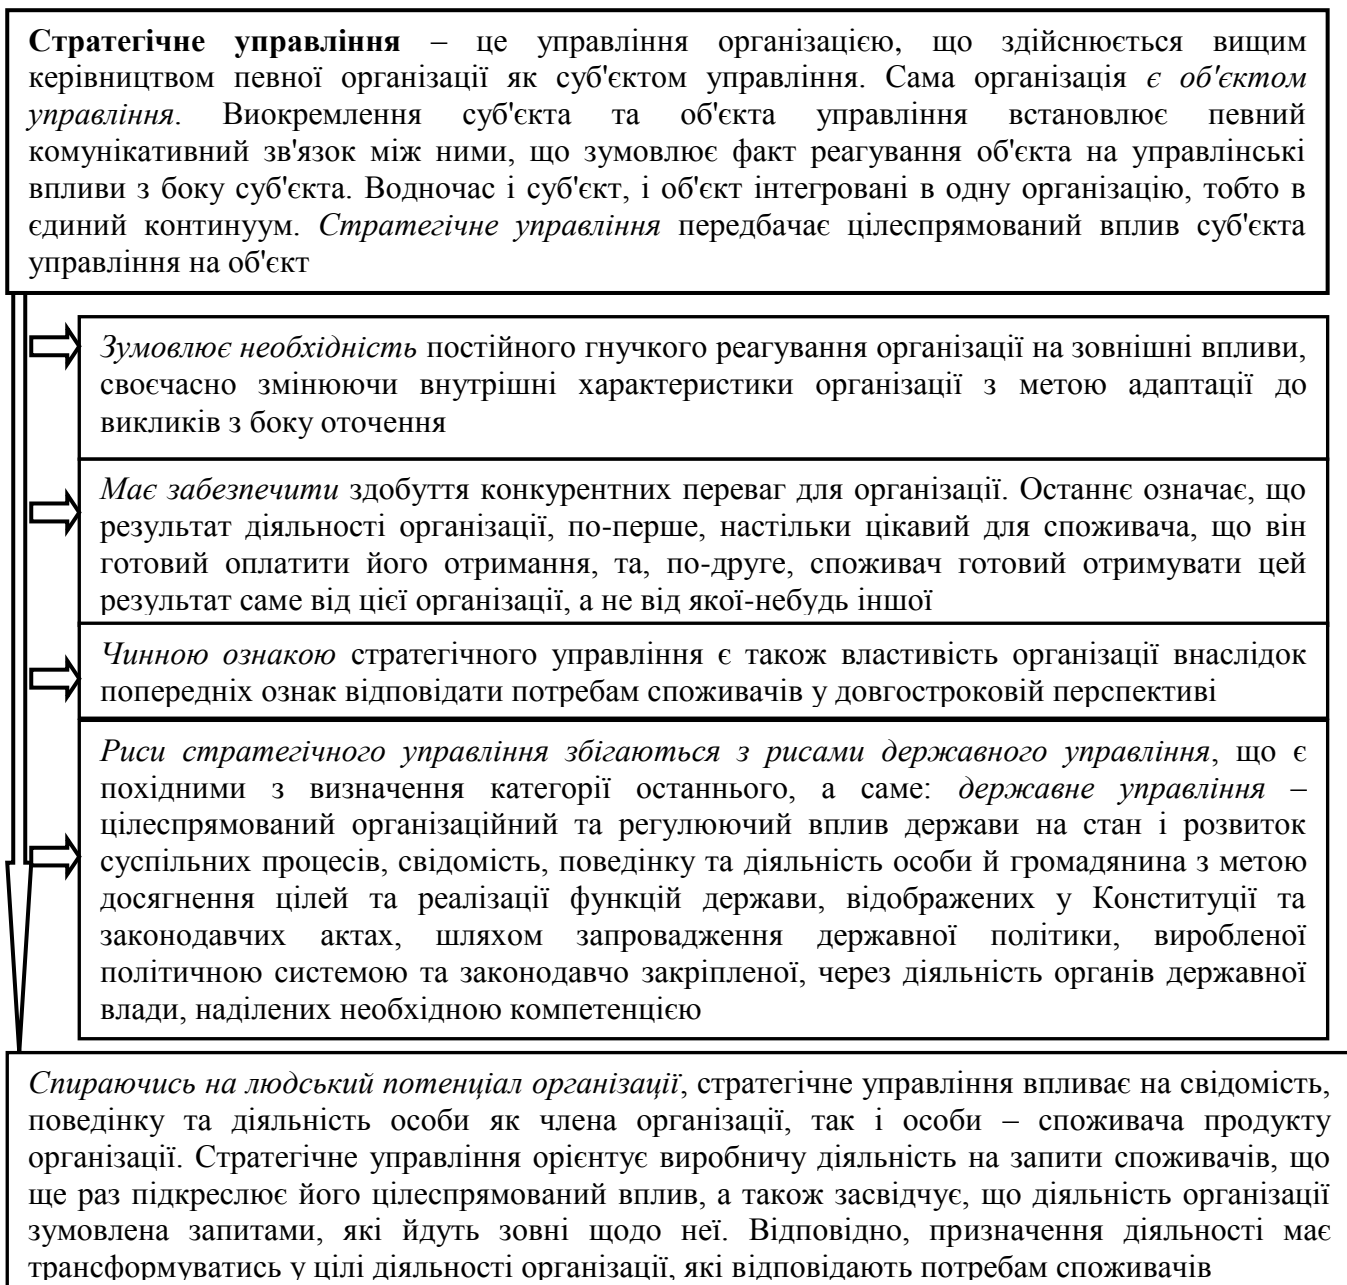 Стратегічне управління – це управління організацією, що здійснюється вищим
керівництвом певної організації як суб'єктом управління. Сама організація є об'єктом
управління. Виокремлення суб'єкта та об'єкта управління встановлює певний
комунікативний зв'язок між ними, що зумовлює факт реагування об'єкта на управлінські
впливи з боку суб'єкта. Водночас і суб'єкт, і об'єкт інтегровані в одну організацію, тобто в
єдиний континуум. Стратегічне управління передбачає цілеспрямований вплив суб'єкта
управління на об'єкт
Зумовлює необхідність постійного гнучкого реагування організації на зовнішні впливи,
своєчасно змінюючи внутрішні характеристики організації з метою адаптації до
викликів з боку оточення
Має забезпечити здобуття конкурентних переваг для організації. Останнє означає, що
результат діяльності організації, по-перше, настільки цікавий для споживача, що він
готовий оплатити його отримання, та, по-друге, споживач готовий отримувати цей
результат саме від цієї організації, а не від якої-небудь іншої
Чинною ознакою стратегічного управління є також властивість організації внаслідок
попередніх ознак відповідати потребам споживачів у довгостроковій перспективі
Риси стратегічного управління збігаються з рисами державного управління, що є
похідними з визначення категорії останнього, а саме: державне управління –
цілеспрямований організаційний та регулюючий вплив держави на стан і розвиток
суспільних процесів, свідомість, поведінку та діяльність особи й громадянина з метою
досягнення цілей та реалізації функцій держави, відображених у Конституції та
законодавчих актах, шляхом запровадження державної політики, виробленої
політичною системою та законодавчо закріпленої, через діяльність органів державної
влади, наділених необхідною компетенцією
Спираючись на людський потенціал організації, стратегічне управління впливає на свідомість,
поведінку та діяльність особи як члена організації, так і особи – споживача продукту
організації. Стратегічне управління орієнтує виробничу діяльність на запити споживачів, що
ще раз підкреслює його цілеспрямований вплив, а також засвідчує, що діяльність організації
зумовлена запитами, які йдуть зовні щодо неї. Відповідно, призначення діяльності має
трансформуватись у цілі діяльності організації, які відповідають потребам споживачів